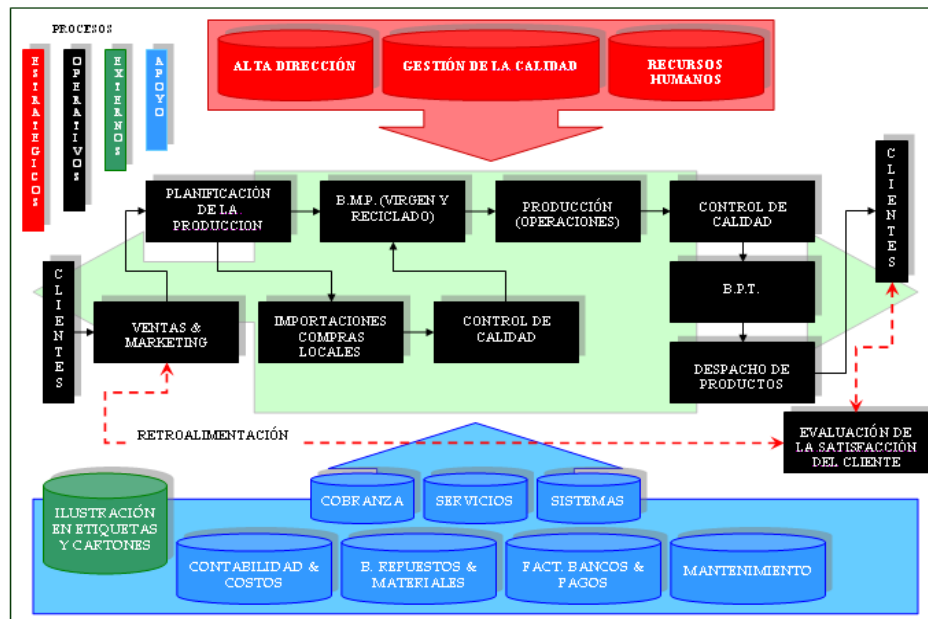 PROCESOS
ESTRATEGICOS
OPERATIVOS
EXTERNOS
APOYO
ALTA DIRECCIÓN
GESTIÓN DE LA CALIDAD
RECURSOS
HUMANOS
CLIENTES
PLANIFICACIÓN
DE LA
PRODUCCION
B.M.P. (VIRGEN Y
RECICLADO)
PRODUCCIÓN
(OPERACIONES)
CONTROL DE
CALIDAD
CLIENTES
VENTAS &
MARKETING
IMPORTACIONES
COMPRAS
LOCALES
CONTROL DE
CALIDAD
B.P.T.
DESPACHO DE
PRODUCTOS
RETROALIMENTACIÓN
EVALUACIÓN DE
LA SATISFACCIÓN
DEL CLIENTE
ILUSTRACIÓN
EN ETIQUETAS
Y CARTONES
COBRANZA
SERVICIOS
SISTEMAS
CONTABILIDAD &
COSTOS
B. REPUESTOS &
MATERIALES
FACT. BANCOS &
PAGOS
MANTENIMIENTO